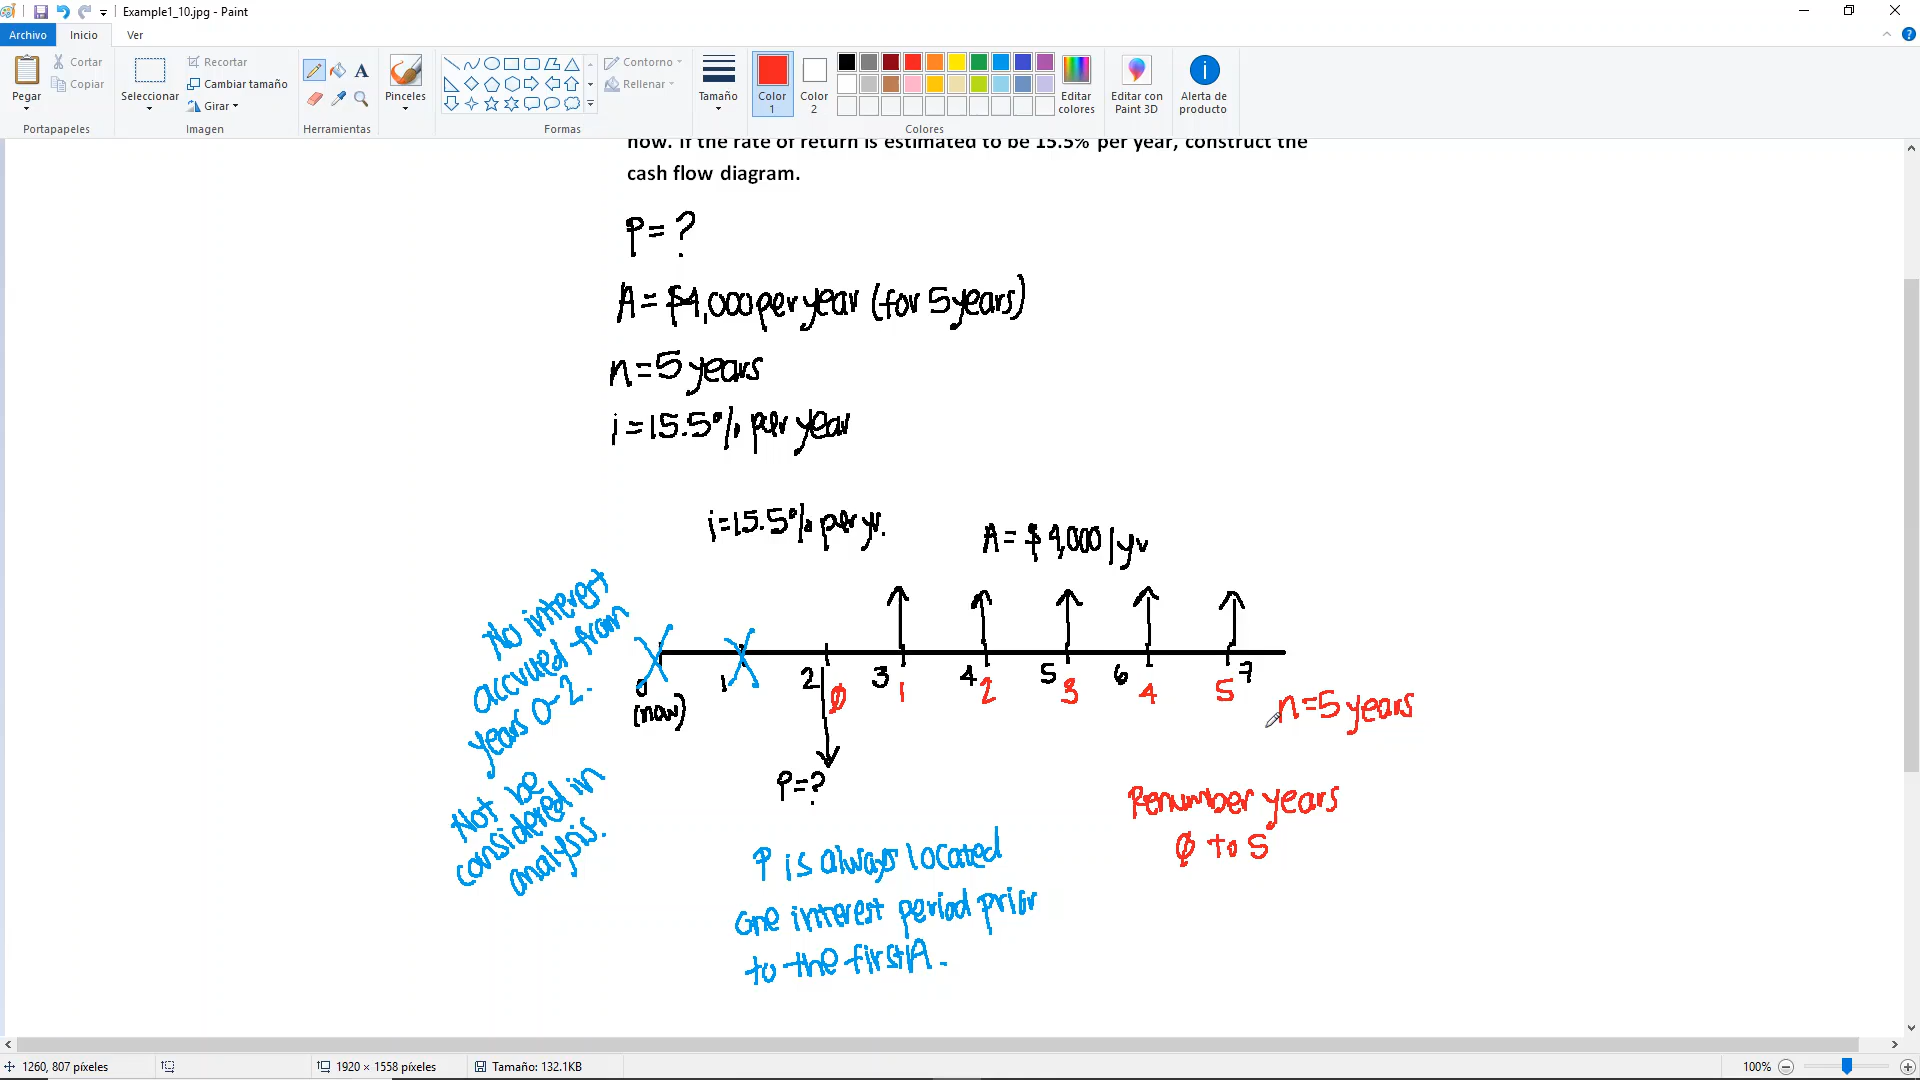 Example1_10.jpg - Paint
Archivo
Inicio
Ver
Pegar
Cortar
Copiar
Portapapeles
Seleccionar
Recortar
Cambiar tamaño
Girar
Imagen
Herramientas
Pinceles
Contorno
Rellenar
Formas
Tamaño
Color
1
Color
2
Editar
colores
Editar con
Paint 3D
Alerta de
producto
Colores
now. If the rate of return is estimated to be 15.5% per year, construct the
cash flow diagram.
P = ?
A = $4,000 per year (for 5 years)
n = 5 years
i = 15.5% per year
i = 15.5% per yr.
A = $4,000 / yr
No interest
accrued from
years 0-2.
0 1 2 3 4 5 6 7
(now)
0 1 2 3 4 5
n = 5 years
P = ?
Not be
considered in
analysis.
Renumber years
0 to 5
P is always located
one interest period prior
to the first A.
1260, 807 píxeles
1920 × 1558 píxeles
Tamaño: 132.1KB
100%